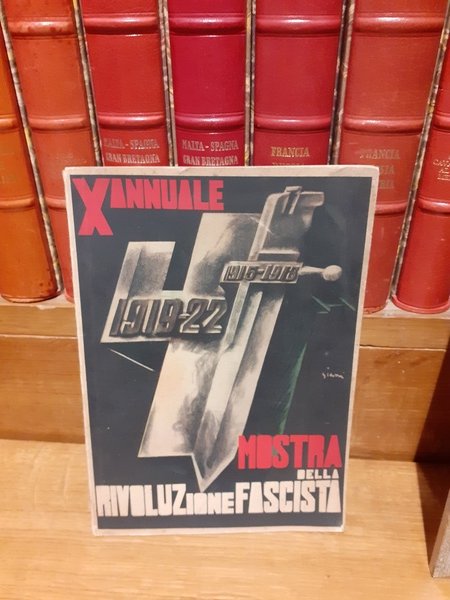 MALTA - SPAGNA
GRAN BRETAGNA
MALTA - SPAGNA
GRAN BRETAGNA
FRANCIA
FRANCIA
X ANNUALE
1915-1918
1919-22
MOSTRA
DELLA
RIVOLUZIONE FASCISTA